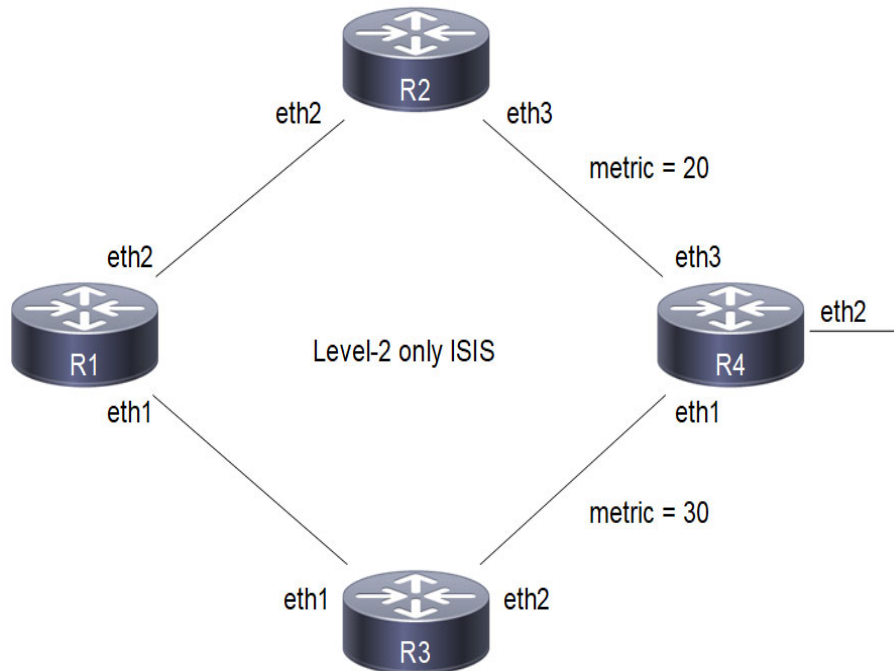 R2
eth2
eth3
metric = 20
eth2
eth3
eth2
R1
Level-2 only ISIS
R4
eth1
eth1
metric = 30
eth1
eth2
R3